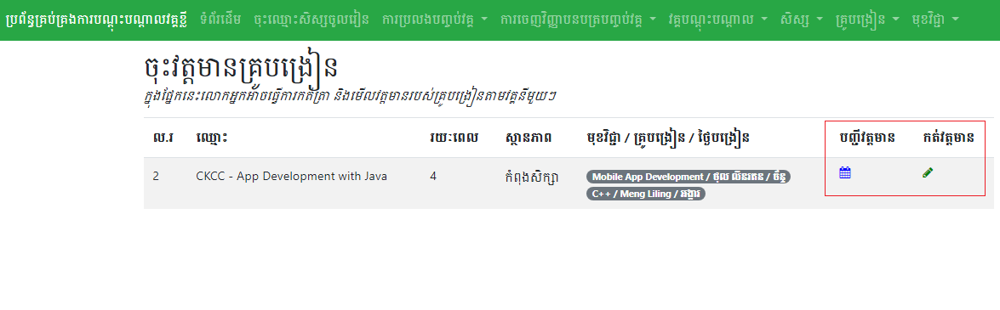 ប្រព័ន្ធគ្រប់គ្រងការបណ្តុះបណ្តាលវគ្គខ្លី ទំព័រដើម ចុះឈ្មោះសិស្សចូលរៀន ការប្រលងបញ្ចប់វគ្គ ការចេញវិញ្ញាបនបត្របញ្ចប់វគ្គ វគ្គបណ្តុះបណ្តាល សិស្ស គ្រូបង្រៀន មុខវិជ្ជា
ចុះវត្តមានគ្រូបង្រៀន
ក្នុងផ្នែកនេះលោកអ្នកអាចធ្វើការកត់ត្រា និងមើលវត្តមានរបស់គ្រូបង្រៀនតាមវគ្គនីមួយៗ
ល.រ ឈ្មោះ រយៈពេល ស្ថានភាព មុខវិជ្ជា / គ្រូបង្រៀន / ថ្ងៃបង្រៀន បញ្ជីវត្តមាន កត់វត្តមាន
2 CKCC - App Development with Java 4 កំពុងសិក្សា Mobile App Development / ថុល លីនរតន / ច័ន្ទ
C++ / Meng Liling / អង្គារ